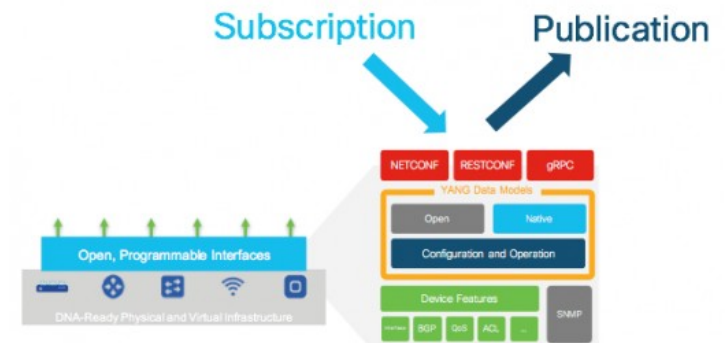 Subscription
Publication
NETCONF
RESTCONF
gRPC
YANG Data Models
Open
Native
Configuration and Operation
Open, Programmable Interfaces
Device Features
SNMP
Interface
BGP
QoS
ACL
...
DNA-Ready Physical and Virtual Infrastructure